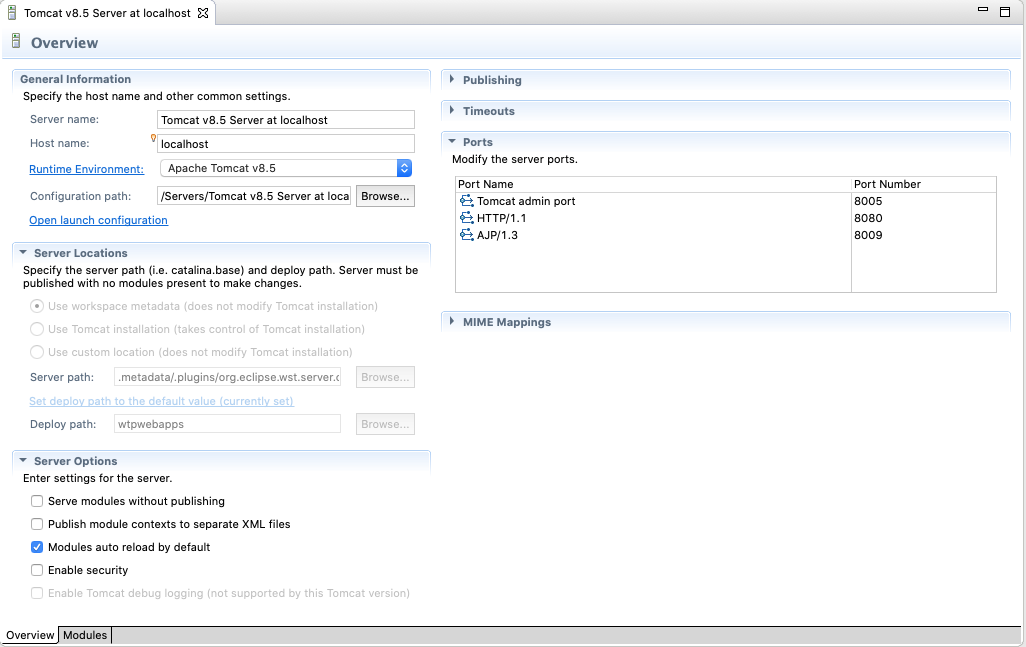 Tomcat v8.5 Server at localhost
Overview
General Information
Specify the host name and other common settings.
Server name: Tomcat v8.5 Server at localhost
Host name: localhost
Runtime Environment: Apache Tomcat v8.5
Configuration path: /Servers/Tomcat v8.5 Server at loca Browse...
Open launch configuration
Server Locations
Specify the server path (i.e. catalina.base) and deploy path. Server must be
published with no modules present to make changes.
Use workspace metadata (does not modify Tomcat installation)
Use Tomcat installation (takes control of Tomcat installation)
Use custom location (does not modify Tomcat installation)
Server path: .metadata/.plugins/org.eclipse.wst.server.c Browse...
Set deploy path to the default value (currently set)
Deploy path: wtpwebapps Browse...
Server Options
Enter settings for the server.
Serve modules without publishing
Publish module contexts to separate XML files
Modules auto reload by default
Enable security
Enable Tomcat debug logging (not supported by this Tomcat version)
Publishing
Timeouts
Ports
Modify the server ports.
Port Name Port Number
Tomcat admin port 8005
HTTP/1.1 8080
AJP/1.3 8009
MIME Mappings
Overview Modules